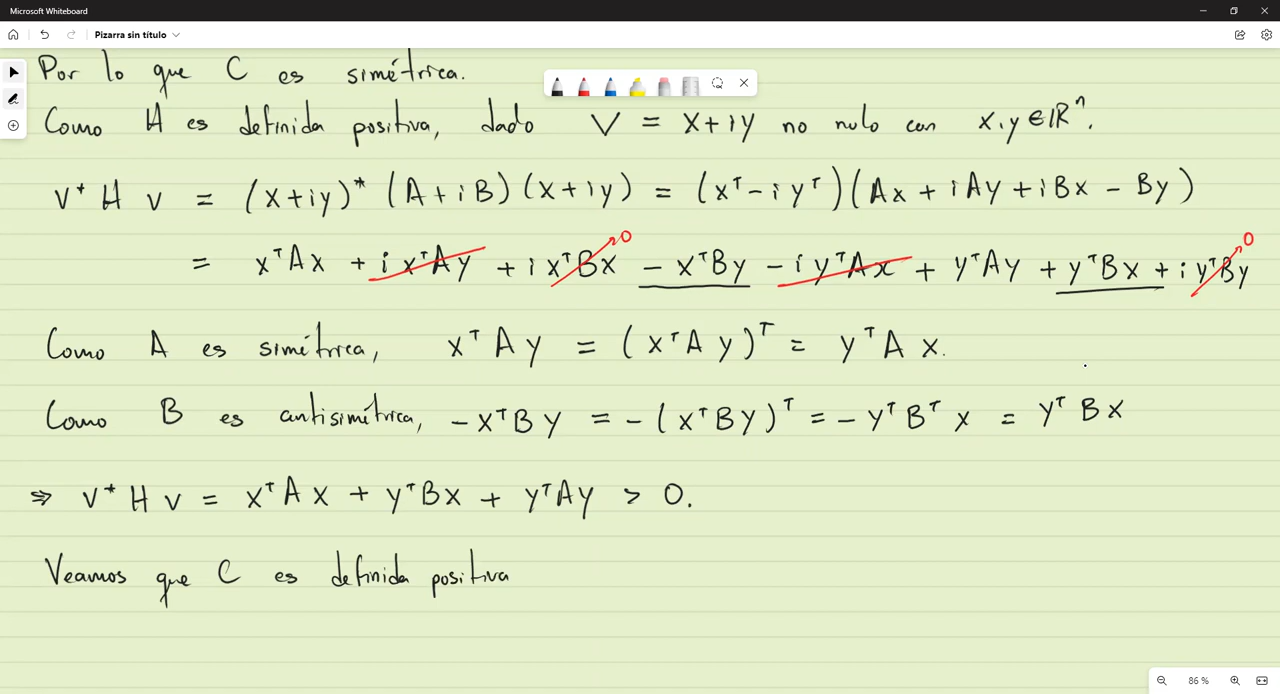 Microsoft Whiteboard
Pizarra sin título
Por lo que C es simétrica.
Como H es definida positiva, dado V = x+iy no nulo con x,y ∈ ℝⁿ.
v* H v = (x+iy)* (A+iB)(x+iy) = (xᵀ - i yᵀ)(Ax + iAy + iBx - By)
= xᵀAx + i xᵀAy + i xᵀBx →0 - xᵀBy - i yᵀAx + yᵀAy + yᵀBx + i yᵀBy →0
Como A es simétrica, xᵀAy = (xᵀAy)ᵀ = yᵀAx.
Como B es antisimétrica, -xᵀBy = -(xᵀBy)ᵀ = -yᵀBᵀx = yᵀBx
⇒ v* H v = xᵀAx + yᵀBx + yᵀAy > 0.
Veamos que C es definida positiva
86 %